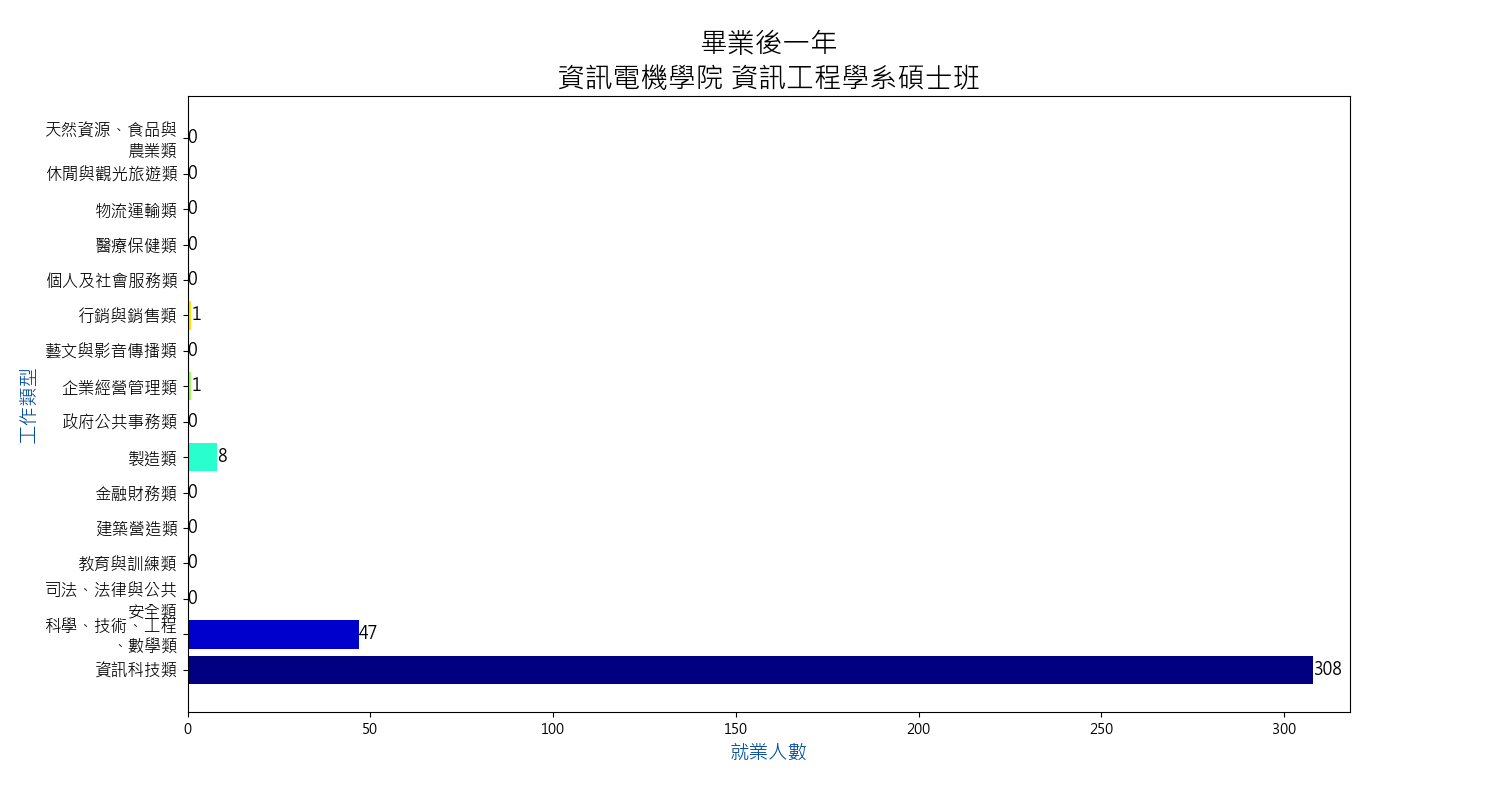 畢業後一年
資訊電機學院 資訊工程學系碩士班
天然資源、食品與
農業類
0
休閒與觀光旅遊類
0
物流運輸類
0
醫療保健類
0
個人及社會服務類
0
行銷與銷售類
1
藝文與影音傳播類
0
企業經營管理類
1
政府公共事務類
0
製造類
8
金融財務類
0
建築營造類
0
教育與訓練類
0
司法、法律與公共
安全類
0
科學、技術、工程
、數學類
47
資訊科技類
308
工作類型
0 50 100 150 200 250 300
就業人數